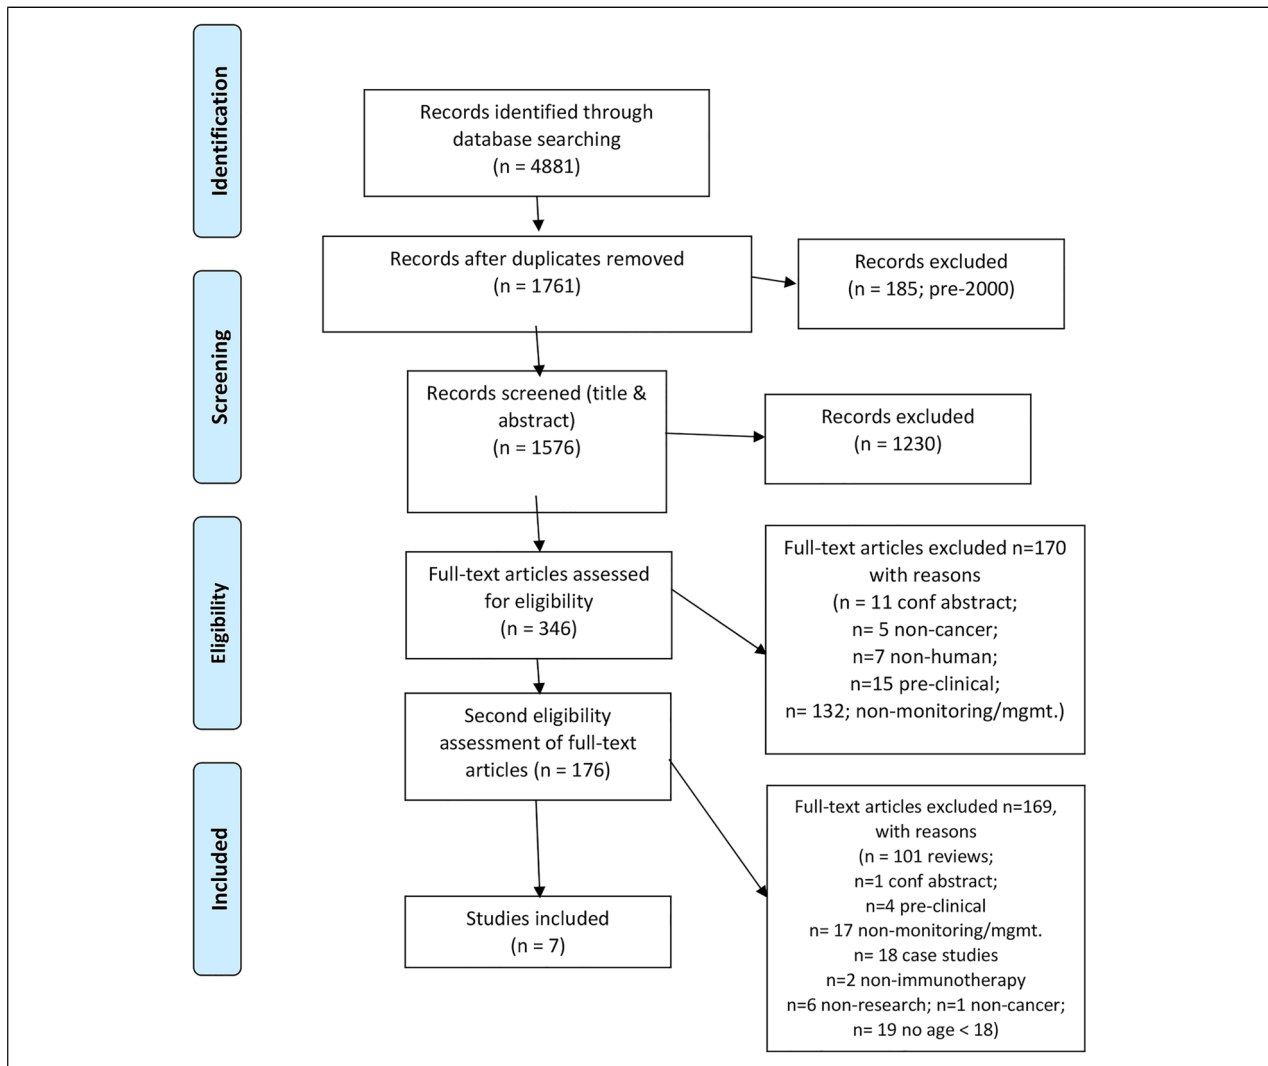 Identification
Records identified through
database searching
(n = 4881)
Records after duplicates removed
(n = 1761)
Records excluded
(n = 185; pre-2000)
Screening
Records screened (title &
abstract)
(n = 1576)
Records excluded
(n = 1230)
Eligibility
Full-text articles assessed
for eligibility
(n = 346)
Full-text articles excluded n=170
with reasons
(n = 11 conf abstract;
n= 5 non-cancer;
n=7 non-human;
n=15 pre-clinical;
n= 132; non-monitoring/mgmt.)
Second eligibility
assessment of full-text
articles (n = 176)
Full-text articles excluded n=169,
with reasons
(n = 101 reviews;
n=1 conf abstract;
n=4 pre-clinical
n= 17 non-monitoring/mgmt.
n= 18 case studies
n=2 non-immunotherapy
n=6 non-research; n=1 non-cancer;
n= 19 no age < 18)
Included
Studies included
(n = 7)